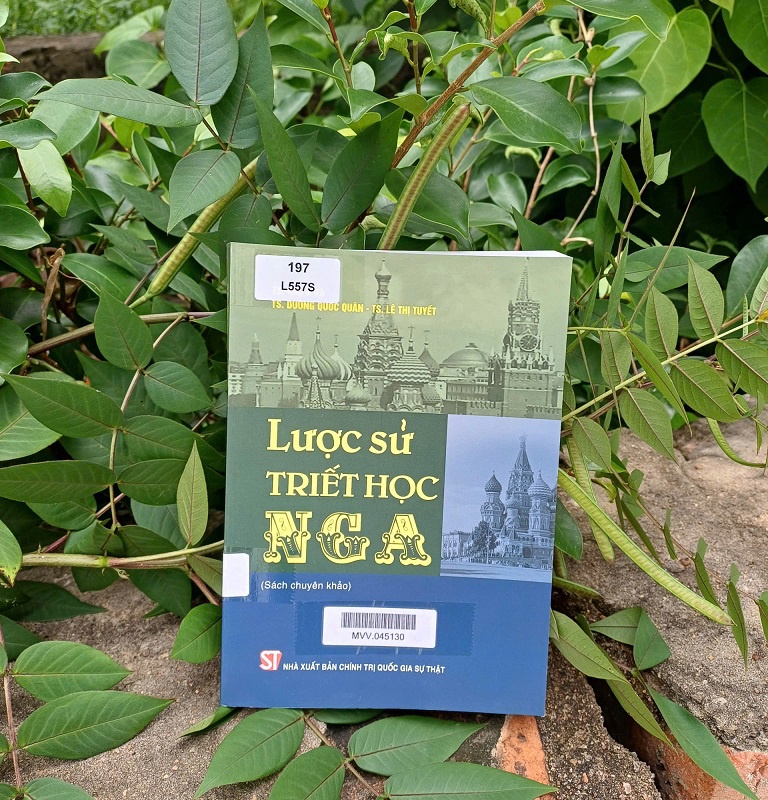 197
L557S
TS. DƯƠNG QUỐC QUÂN - TS. LÊ THỊ TUYẾT
Lược sử
TRIẾT HỌC
NGA
(Sách chuyên khảo)
MVV.045130
ST
NHÀ XUẤT BẢN CHÍNH TRỊ QUỐC GIA SỰ THẬT